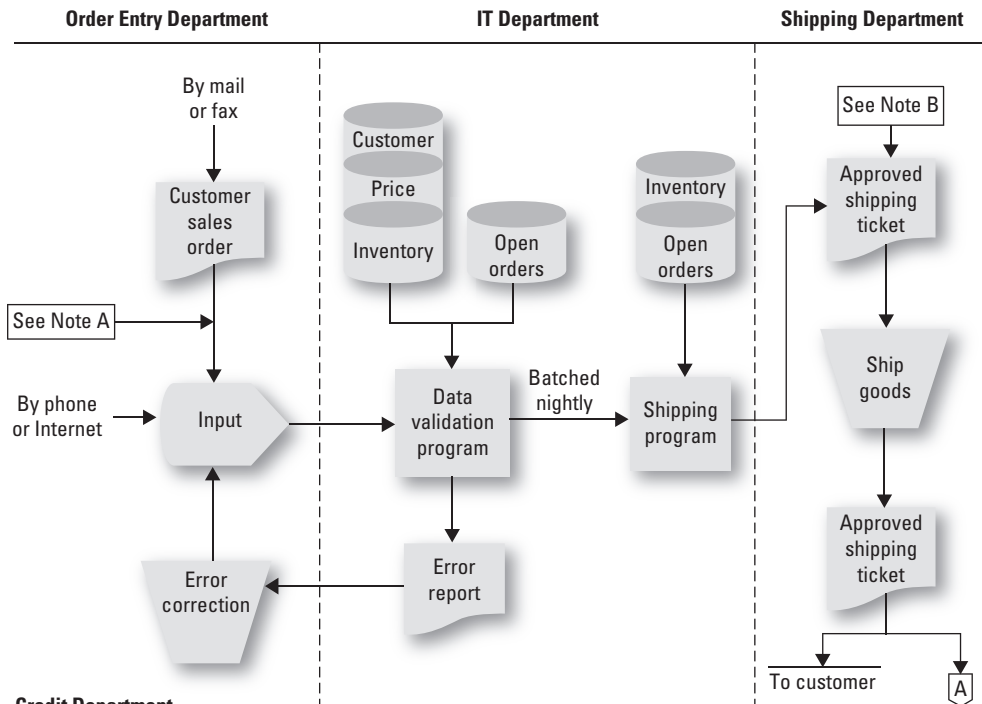 Order Entry Department
IT Department
Shipping Department
By mail
or fax
Customer
sales
order
See Note A
By phone
or Internet
Input
Error
correction
Customer
Price
Inventory
Open
orders
Data
validation
program
Batched
nightly
Error
report
Inventory
Open
orders
Shipping
program
See Note B
Approved
shipping
ticket
Ship
goods
Approved
shipping
ticket
To customer
A
Credit Department